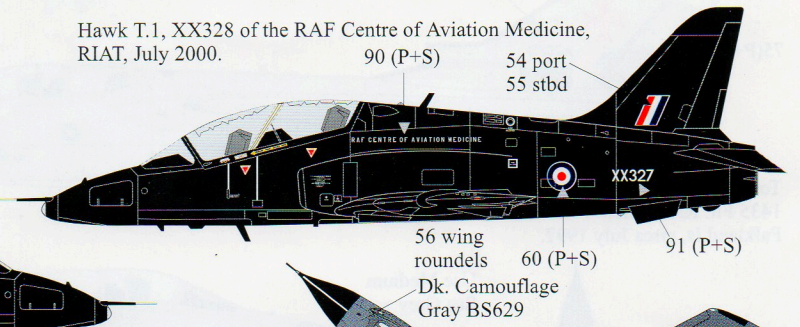 Hawk T.1, XX328 of the RAF Centre of Aviation Medicine,
RIAT, July 2000.
90 (P+S)
54 port
55 stbd
RAF CENTRE OF AVIATION MEDICINE
XX327
56 wing
roundels
60 (P+S)
91 (P+S)
Dk. Camouflage
Gray BS629